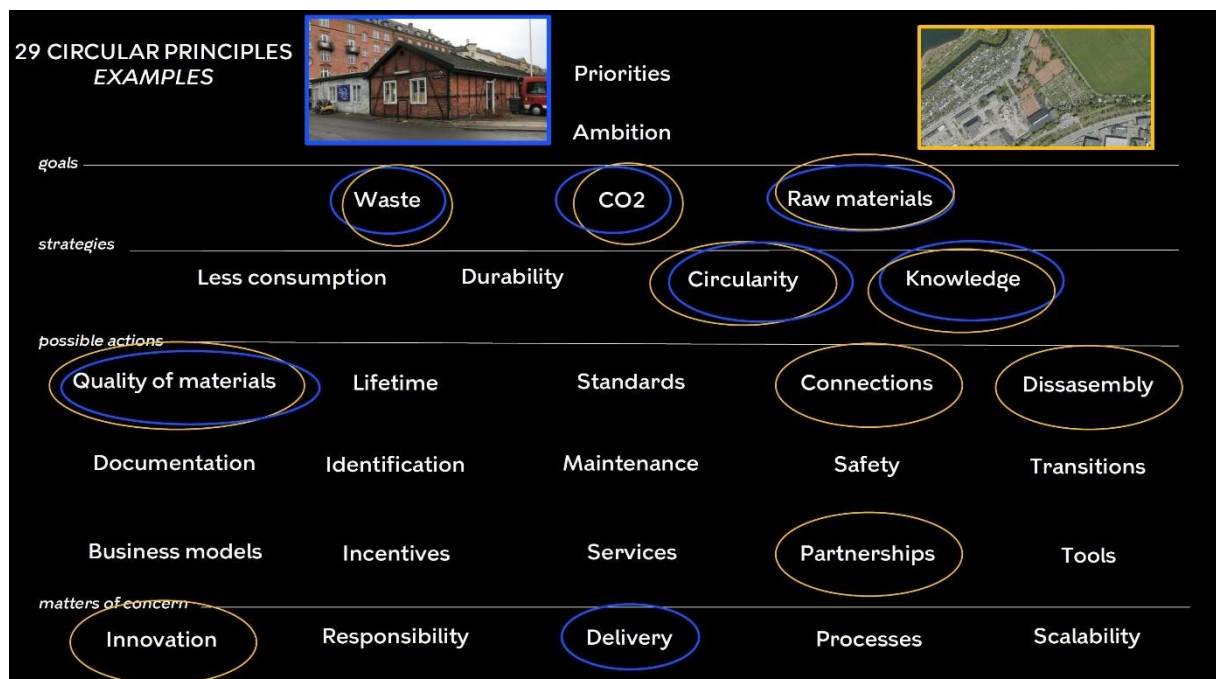 29 CIRCULAR PRINCIPLES
EXAMPLES
Priorities
Ambition
goals
Waste CO2 Raw materials
strategies
Less consumption Durability Circularity Knowledge
possible actions
Quality of materials Lifetime Standards Connections Dissasembly
Documentation Identification Maintenance Safety Transitions
Business models Incentives Services Partnerships Tools
matters of concern
Innovation Responsibility Delivery Processes Scalability